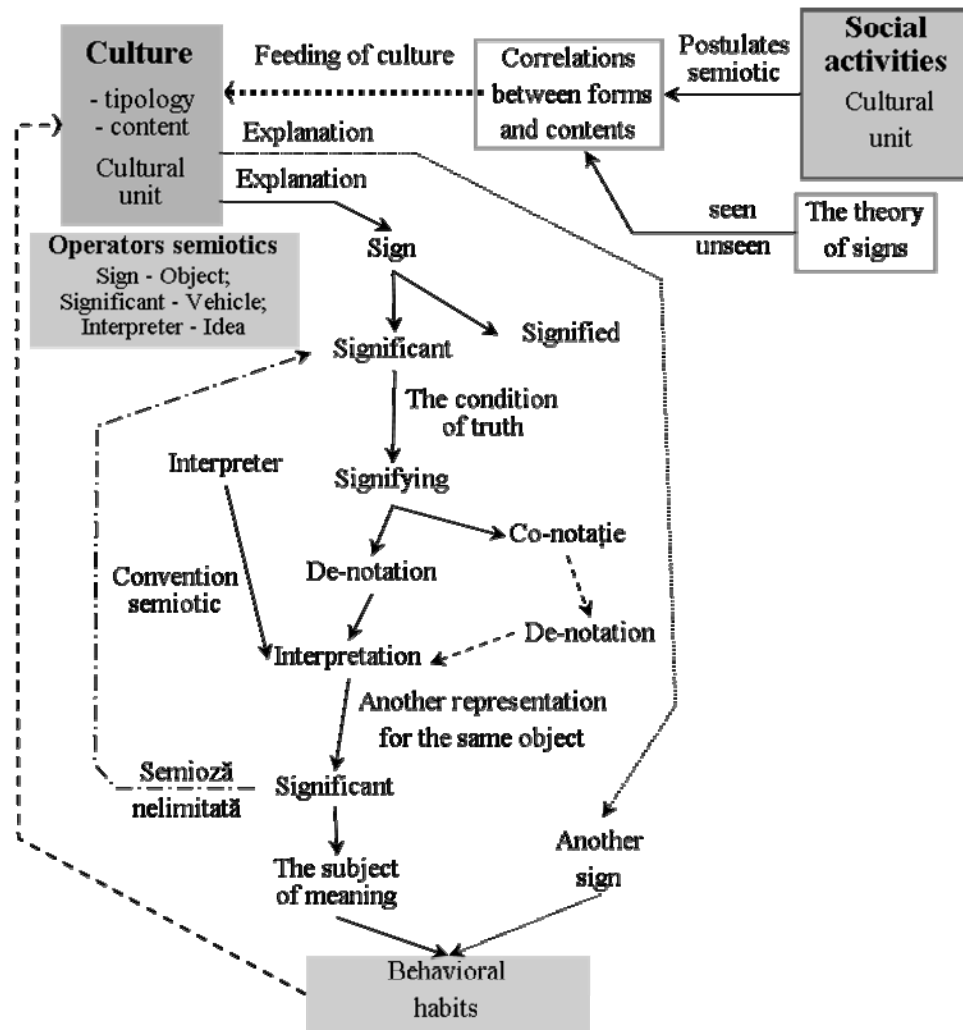 Culture
- tipology
- content
Cultural
unit
Feeding of culture
Explanation
Explanation
Correlations
between forms
and contents
Postulates
semiotic
Social
activities
Cultural
unit
seen
unseen
The theory
of signs
Operators semiotics
Sign - Object;
Significant - Vehicle;
Interpreter - Idea
Sign
Significant
Signified
The condition
of truth
Interpreter
Signifying
Co-notație
De-notation
Convention
semiotic
De-notation
Interpretation
Another representation
for the same object
Semioză
nelimitată
Significant
The subject
of meaning
Another
sign
Behavioral
habits